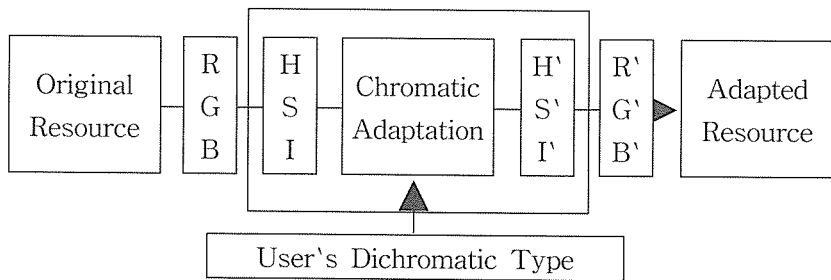 Original
Resource
R
G
B
H
S
I
Chromatic
Adaptation
H'
S'
I'
R'
G'
B'
Adapted
Resource
User's Dichromatic Type